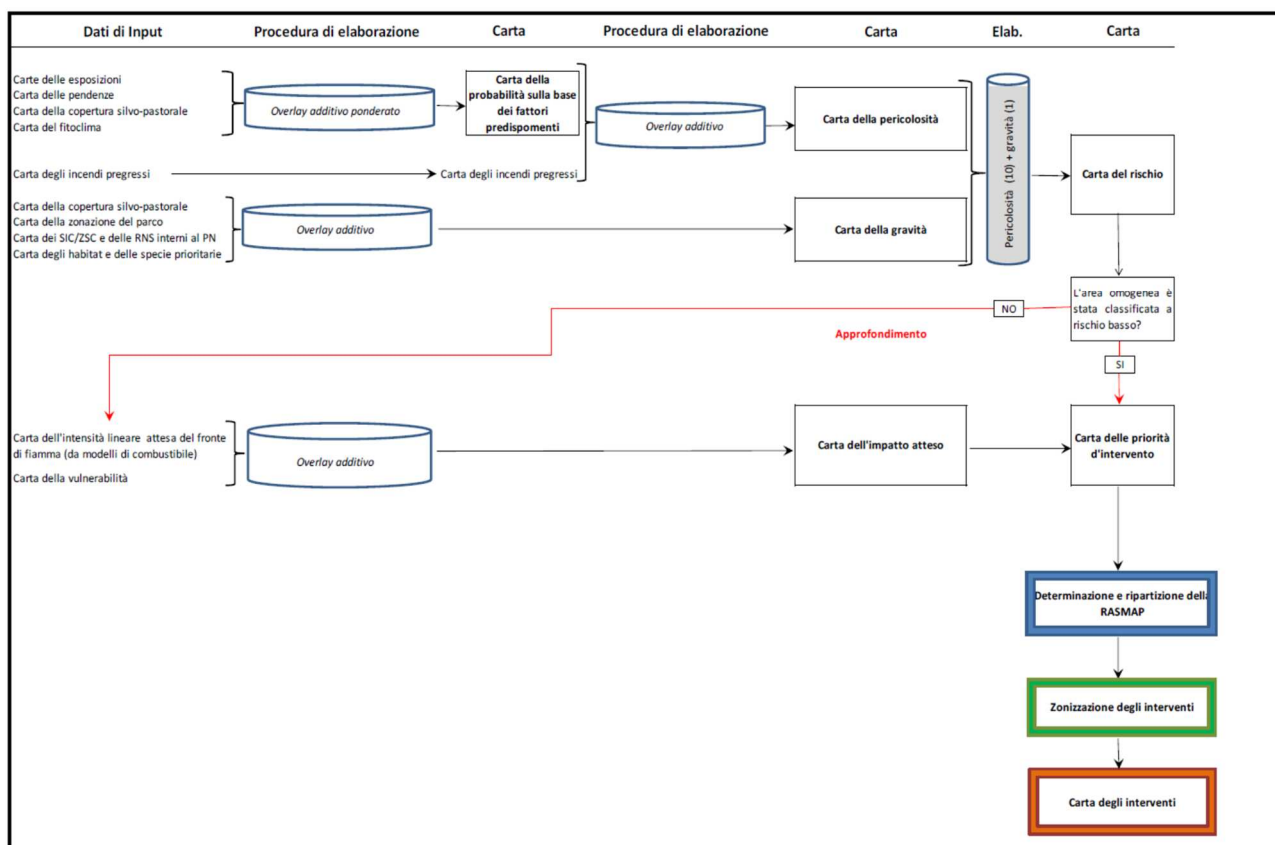 Dati di Input
Procedura di elaborazione
Carta
Procedura di elaborazione
Carta
Elab.
Carta
Carte delle esposizioni
Carta delle pendenze
Carta della copertura silvo-pastorale
Carta del fitoclima
Overlay additivo ponderato
Carta della
probabilità sulla base
dei fattori
predispomenti
Overlay additivo
Carta della pericolosità
Carta degli incendi pregressi
Carta degli incendi pregressi
Pericolosità (10) + gravità (1)
Carta del rischio
Carta della copertura silvo-pastorale
Carta della zonazione del parco
Carta dei SIC/ZSC e delle RNS interni al PN
Carta degli habitat e delle specie prioritarie
Overlay additivo
Carta della gravità
L'area omogenea è
stata classificata a
rischio basso?
NO
Approfondimento
SI
Carta dell'intensità lineare attesa del fronte
di fiamma (da modelli di combustibile)
Carta della vulnerabilità
Overlay additivo
Carta dell'impatto atteso
Carta delle priorità
d'intervento
Determinazione e ripartizione della
RASMAP
Zonizzazione degli interventi
Carta degli interventi